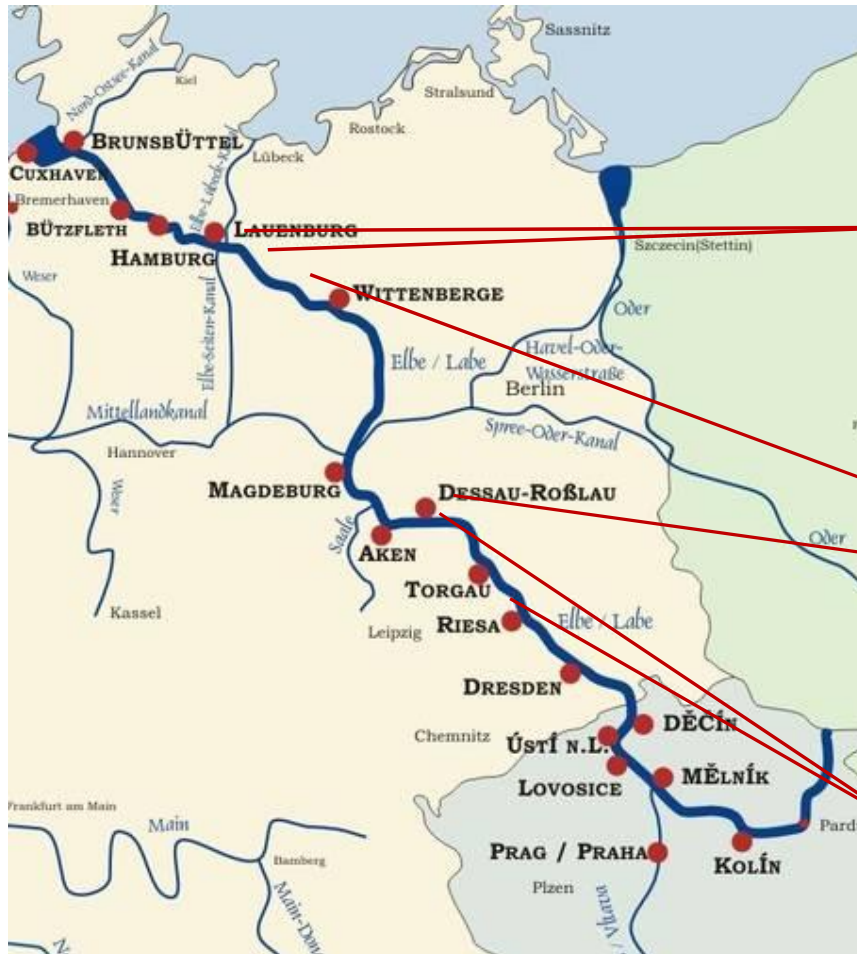 Sassnitz
Nord-Ostsee-Kanal
Kiel
Stralsund
Rostock
BRUNSBÜTTEL
Lübeck
CUXHAVEN
Elbe-Lübeck-Kanal
Bremerhaven
BÜTZFLETH
LAUENBURG
HAMBURG
Szczecin(Stettin)
Weser
WITTENBERGE
Oder
Elbe-Seiten-Kanal
Elbe / Labe
Havel-Oder-
Wasserstraße
Berlin
Mittellandkanal
Spree-Oder-Kanal
Hannover
MAGDEBURG
DESSAU-ROßLAU
Weser
Saale
Oder
AKEN
TORGAU
Kassel
Leipzig
RIESA
Elbe / Labe
DRESDEN
DĚČÍN
Chemnitz
ÚSTÍ N.L.
LOVOSICE
MĚLNÍK
Frankfurt am Main
Main
Pard
PRAG / PRAHA
KOLÍN
Bamberg
Plzen
Main-Don
/ Vltava